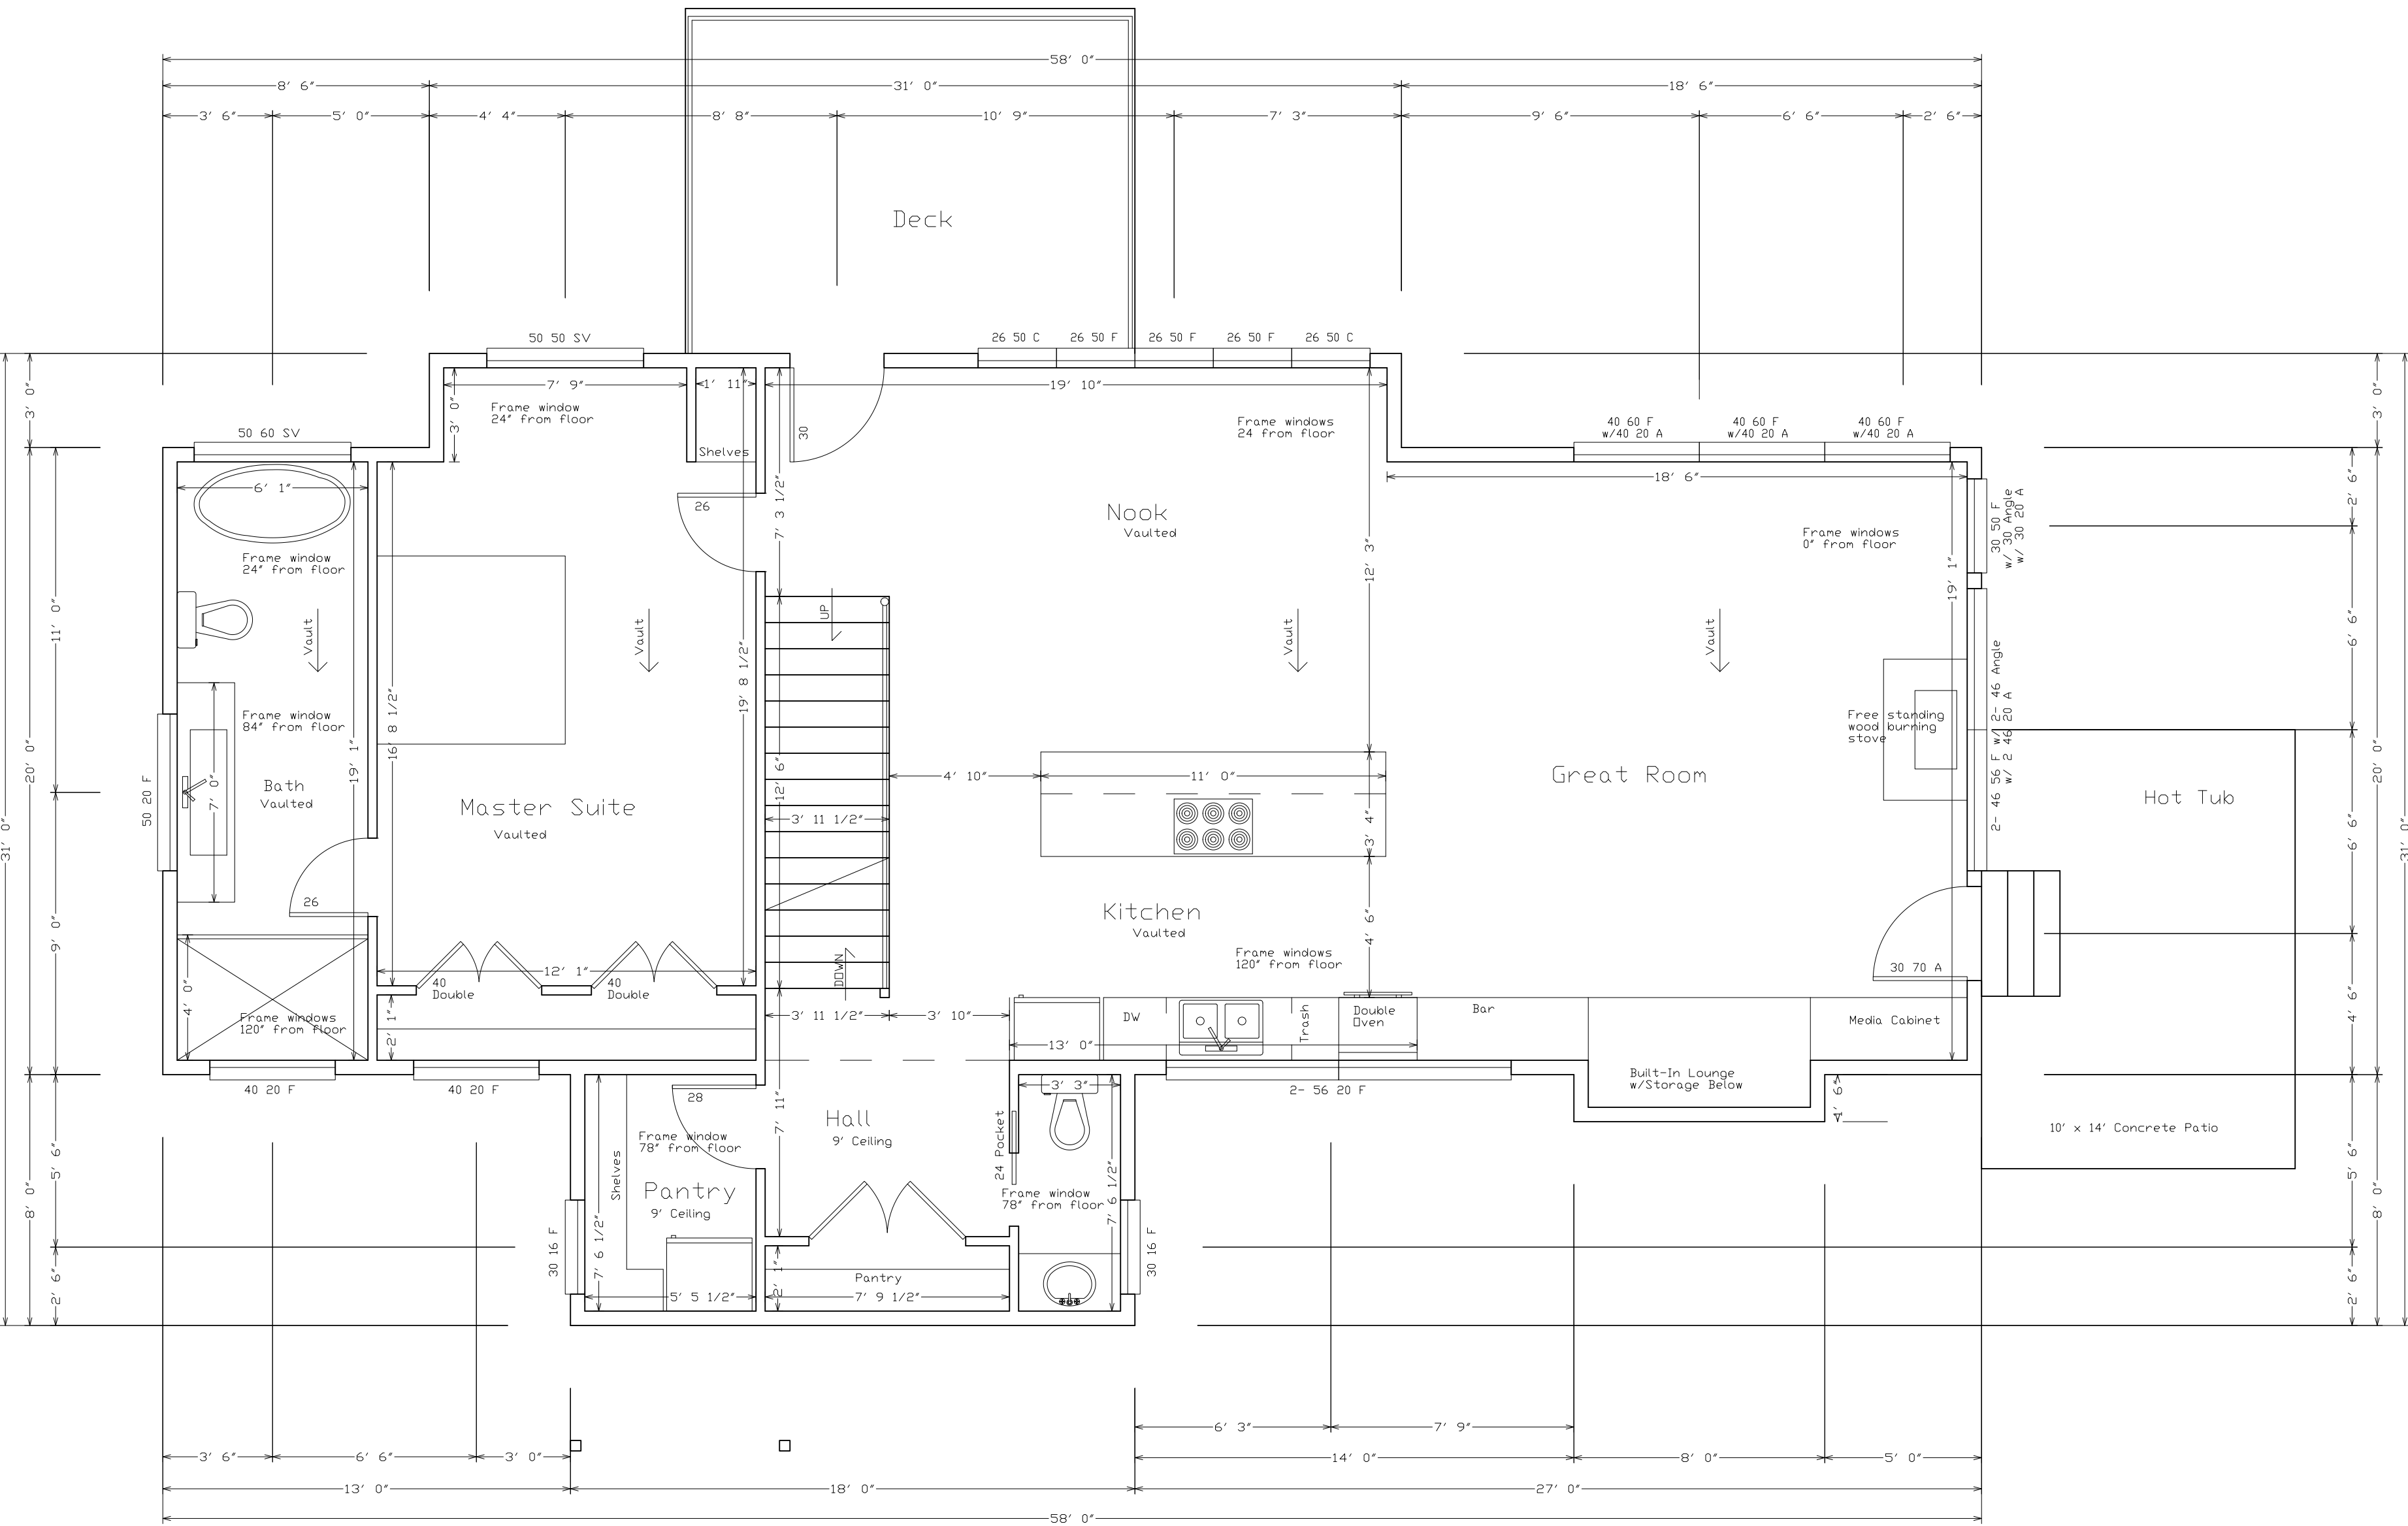 58' 0"
8' 6"
31' 0"
18' 6"
3' 6"
5' 0"
4' 4"
8' 8"
10' 9"
7' 3"
9' 6"
6' 6"
2' 6"
Deck
50 50 SV
26 50 C
26 50 F
26 50 F
26 50 F
26 50 C
7' 9"
1' 11"
19' 10"
3' 0"
3' 0"
3' 0"
Frame window
24" from floor
Frame windows
24 from floor
40 60 F
w/40 20 A
40 60 F
w/40 20 A
40 60 F
w/40 20 A
50 60 SV
30
Shelves
6' 1"
18' 6"
26
7' 3 1/2"
Nook
Vaulted
Frame windows
0" from floor
30 50 F
w/ 30 Angle
w/ 30 20 A
2' 6"
Frame window
24" from floor
12' 3"
19' 1"
11' 0"
UP
Vault
Vault
Vault
Vault
6' 6"
19' 8 1/2"
16' 8 1/2"
Frame window
84" from floor
Free standing
wood burning
stove
2- 46 56 F w/ 2- 46 Angle
w/ 2 46 20 A
19' 1"
20' 0"
20' 0"
12' 6"
4' 10"
11' 0"
Great Room
7' 0"
Bath
Vaulted
50 20 F
Master Suite
Vaulted
3' 11 1/2"
3' 4"
Hot Tub
6' 6"
31' 0"
31' 0"
26
Kitchen
Vaulted
4' 6"
9' 0"
Frame windows
120" from floor
12' 1"
DOWN
30 70 A
40
Double
40
Double
4' 0"
Frame windows
120" from floor
2' 1"
3' 11 1/2"
3' 10"
DW
Trash
Double
Oven
Bar
Media Cabinet
4' 6"
13' 0"
40 20 F
40 20 F
3' 3"
2- 56 20 F
Built-In Lounge
w/Storage Below
1' 6"
28
7' 11"
Hall
9' Ceiling
Frame window
78" from floor
24 Pocket
10' x 14' Concrete Patio
5' 6"
Shelves
Pantry
9' Ceiling
Frame window
78" from floor
7' 6 1/2"
5' 6"
8' 0"
8' 0"
30 16 F
7' 6 1/2"
2' 1"
Pantry
30 16 F
5' 5 1/2"
7' 9 1/2"
2' 6"
2' 6"
6' 3"
7' 9"
3' 6"
6' 6"
3' 0"
14' 0"
8' 0"
5' 0"
13' 0"
18' 0"
27' 0"
58' 0"